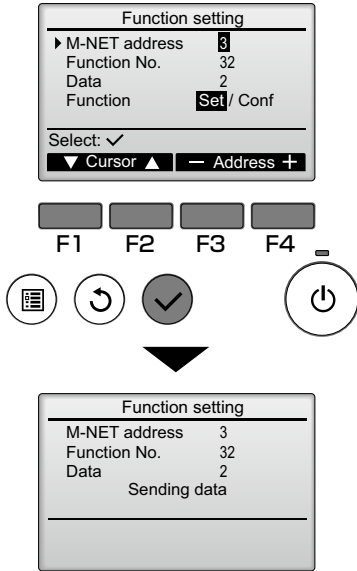 Function setting
M-NET address 3
Function No. 32
Data 2
Function Set / Conf
Select: ✓
▼ Cursor ▲ − Address +
F1 F2 F3 F4
Function setting
M-NET address 3
Function No. 32
Data 2
Sending data